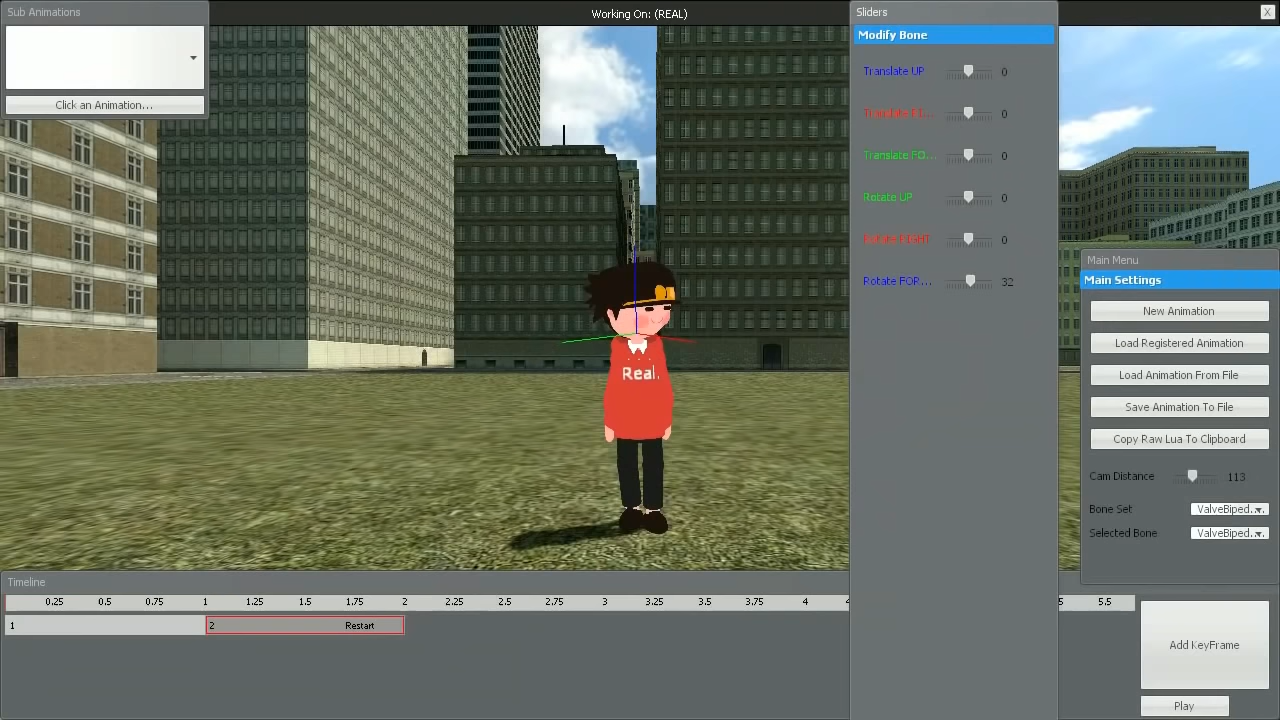 Sub Animations
Working On: (REAL)
Sliders
X
Modify Bone
Click an Animation...
Translate UP 0
Translate RI... 0
Translate FO... 0
Rotate UP 0
Rotate RIGHT 0
Rotate FOR... 32
Main Menu
Main Settings
New Animation
Load Registered Animation
Load Animation From File
Save Animation To File
Copy Raw Lua To Clipboard
Cam Distance 113
Bone Set ValveBiped...
Selected Bone ValveBiped...
Real.
Timeline
0.25 0.5 0.75 1 1.25 1.5 1.75 2 2.25 2.5 2.75 3 3.25 3.5 3.75 4 4 5 5.5
1 2 Restart
Add KeyFrame
Play